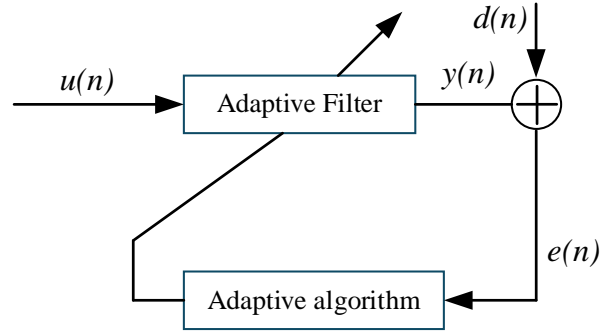 d(n)
u(n)
y(n)
Adaptive Filter
e(n)
Adaptive algorithm